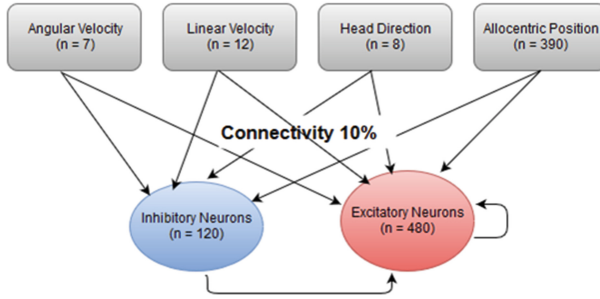 Angular Velocity
(n = 7)
Linear Velocity
(n = 12)
Head Direction
(n = 8)
Allocentric Position
(n = 390)
Connectivity 10%
Inhibitory Neurons
(n = 120)
Excitatory Neurons
(n = 480)